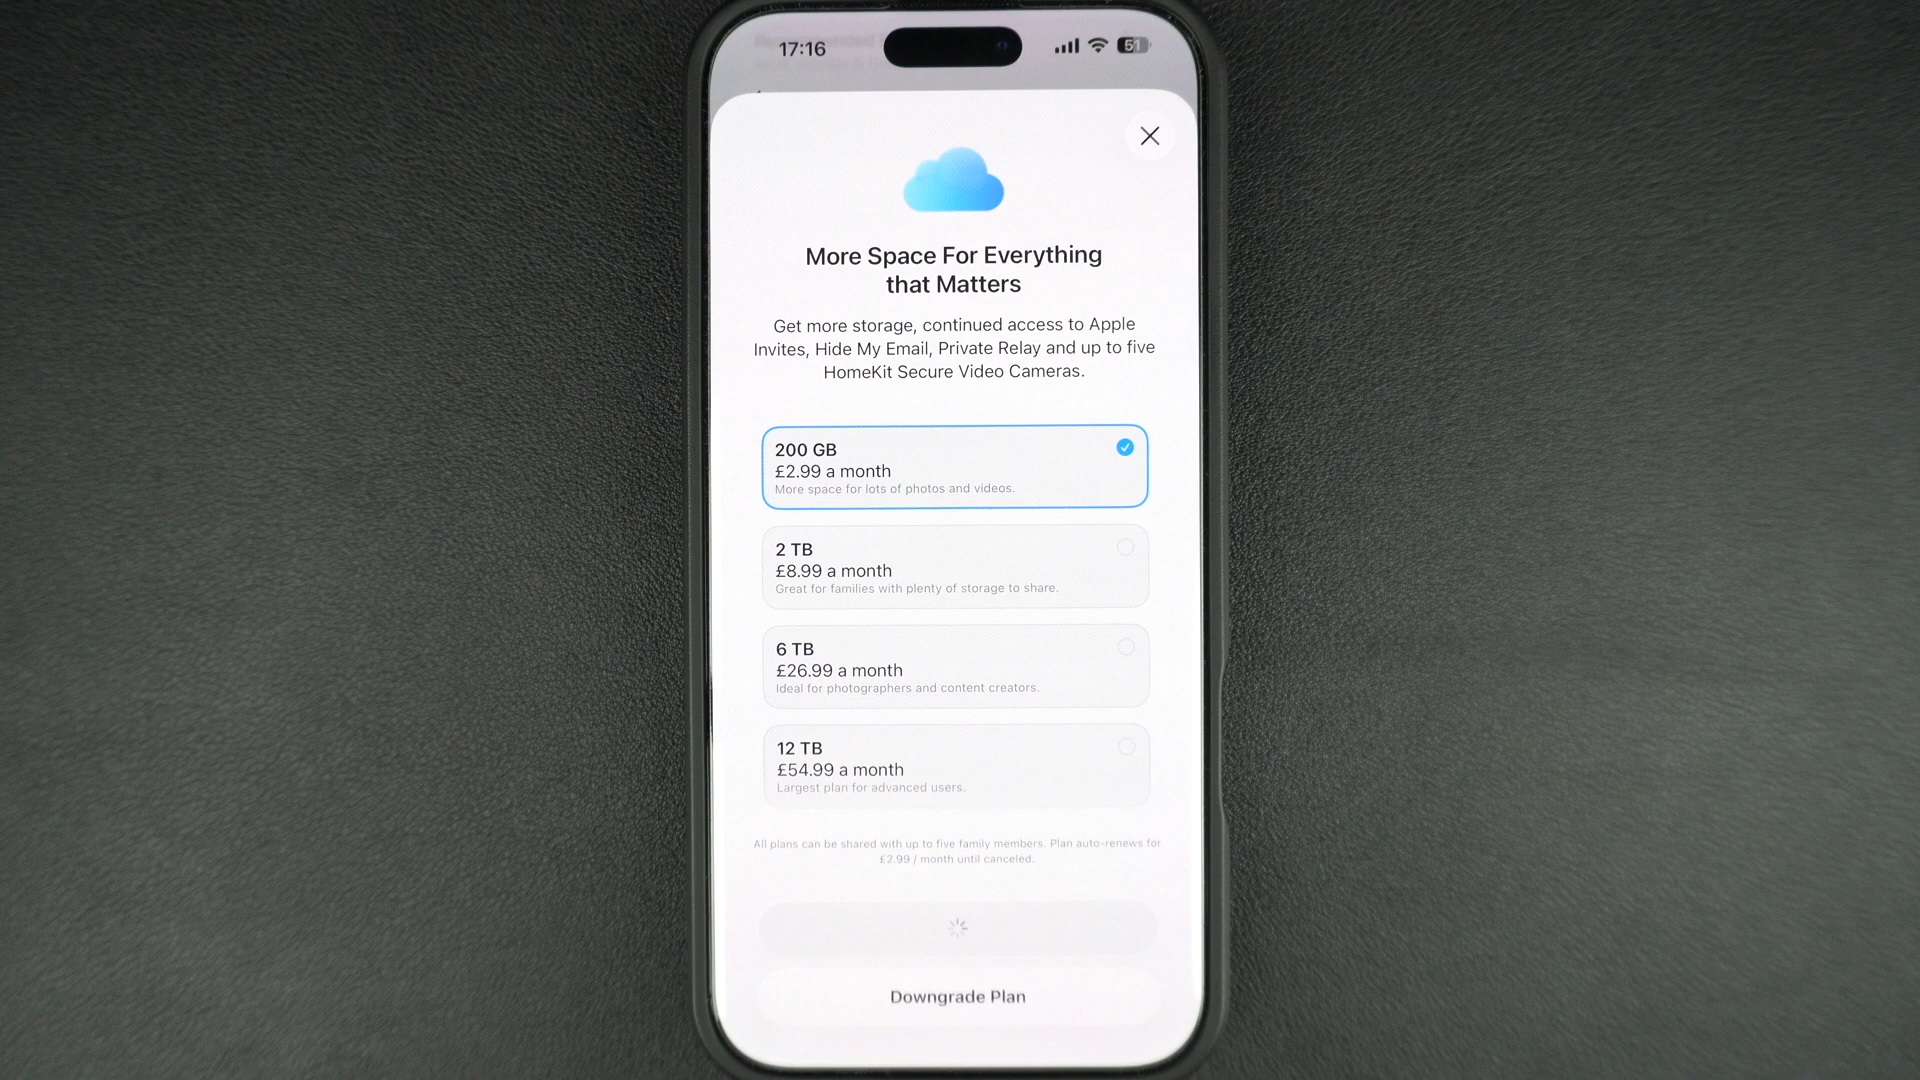 17:16
51
More Space For Everything
that Matters
Get more storage, continued access to Apple
Invites, Hide My Email, Private Relay and up to five
HomeKit Secure Video Cameras.
200 GB
£2.99 a month
More space for lots of photos and videos.
2 TB
£8.99 a month
Great for families with plenty of storage to share.
6 TB
£26.99 a month
Ideal for photographers and content creators.
12 TB
£54.99 a month
Largest plan for advanced users.
All plans can be shared with up to five family members. Plan auto-renews for
£2.99 / month until canceled.
Downgrade Plan